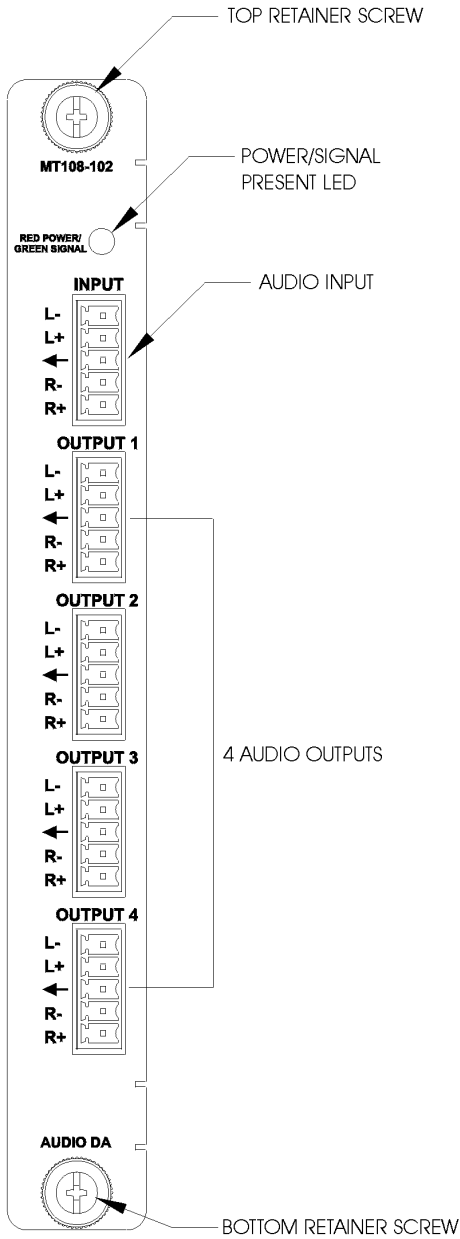 TOP RETAINER SCREW
MT108-102
POWER/SIGNAL
PRESENT LED
RED POWER/
GREEN SIGNAL
INPUT
AUDIO INPUT
L-
L+
R-
R+
OUTPUT 1
L-
L+
R-
R+
OUTPUT 2
L-
L+
R-
R+
4 AUDIO OUTPUTS
OUTPUT 3
L-
L+
R-
R+
OUTPUT 4
L-
L+
R-
R+
AUDIO DA
BOTTOM RETAINER SCREW